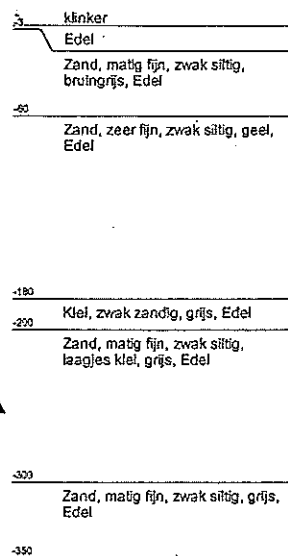 klinker
-3
Edel
Zand, matig fijn, zwak siltig,
bruingrijs, Edel
-60
Zand, zeer fijn, zwak siltig, geel,
Edel
-180
Klei, zwak zandig, grijs, Edel
-200
Zand, matig fijn, zwak siltig,
laagjes klei, grijs, Edel
-300
Zand, matig fijn, zwak siltig, grijs,
Edel
-350